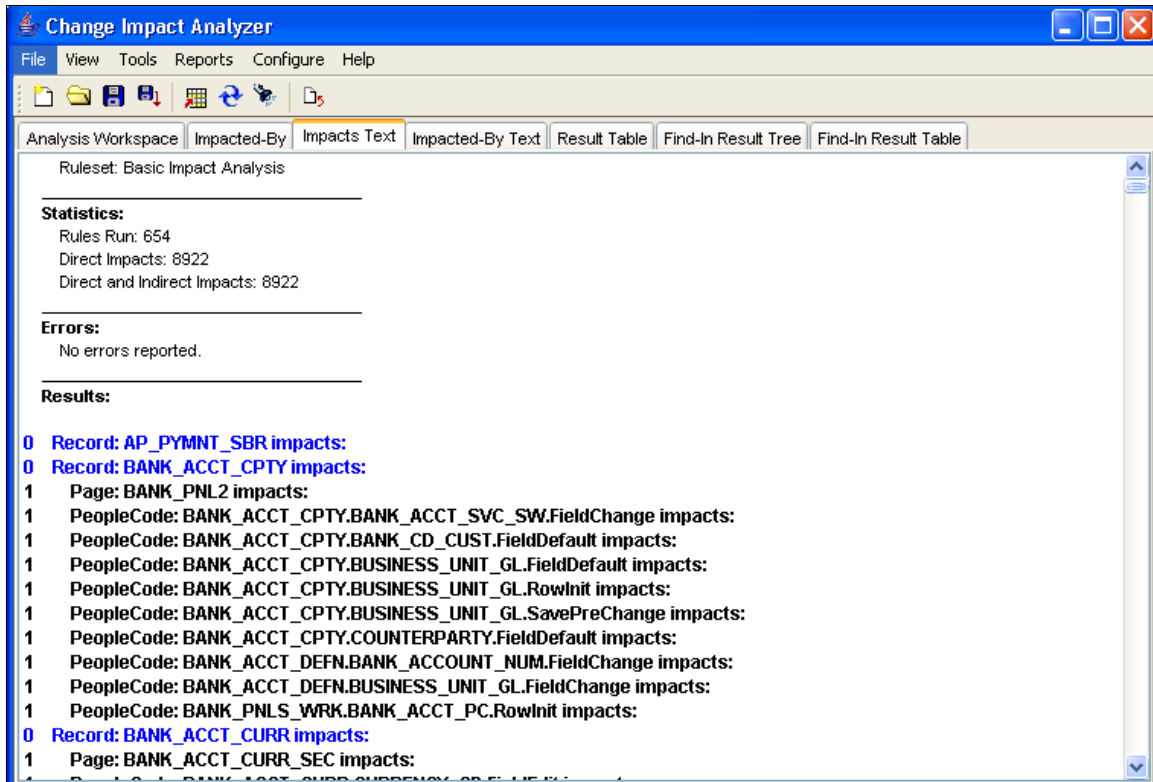 Change Impact Analyzer
File View Tools Reports Configure Help
Analysis Workspace Impacted-By Impacts Text Impacted-By Text Result Table Find-In Result Tree Find-In Result Table
Ruleset: Basic Impact Analysis
Statistics:
Rules Run: 654
Direct Impacts: 8922
Direct and Indirect Impacts: 8922
Errors:
No errors reported.
Results:
0 Record: AP_PYMNT_SBR impacts:
0 Record: BANK_ACCT_CPTY impacts:
1 Page: BANK_PNL2 impacts:
1 PeopleCode: BANK_ACCT_CPTY.BANK_ACCT_SVC_SW.FieldChange impacts:
1 PeopleCode: BANK_ACCT_CPTY.BANK_CD_CUST.FieldDefault impacts:
1 PeopleCode: BANK_ACCT_CPTY.BUSINESS_UNIT_GL.FieldDefault impacts:
1 PeopleCode: BANK_ACCT_CPTY.BUSINESS_UNIT_GL.RowInit impacts:
1 PeopleCode: BANK_ACCT_CPTY.BUSINESS_UNIT_GL.SavePreChange impacts:
1 PeopleCode: BANK_ACCT_CPTY.COUNTERPARTY.FieldDefault impacts:
1 PeopleCode: BANK_ACCT_DEFN.BANK_ACCOUNT_NUM.FieldChange impacts:
1 PeopleCode: BANK_ACCT_DEFN.BUSINESS_UNIT_GL.FieldChange impacts:
1 PeopleCode: BANK_PNLS_WRK.BANK_ACCT_PC.RowInit impacts:
0 Record: BANK_ACCT_CURR impacts:
1 Page: BANK_ACCT_CURR_SEC impacts: